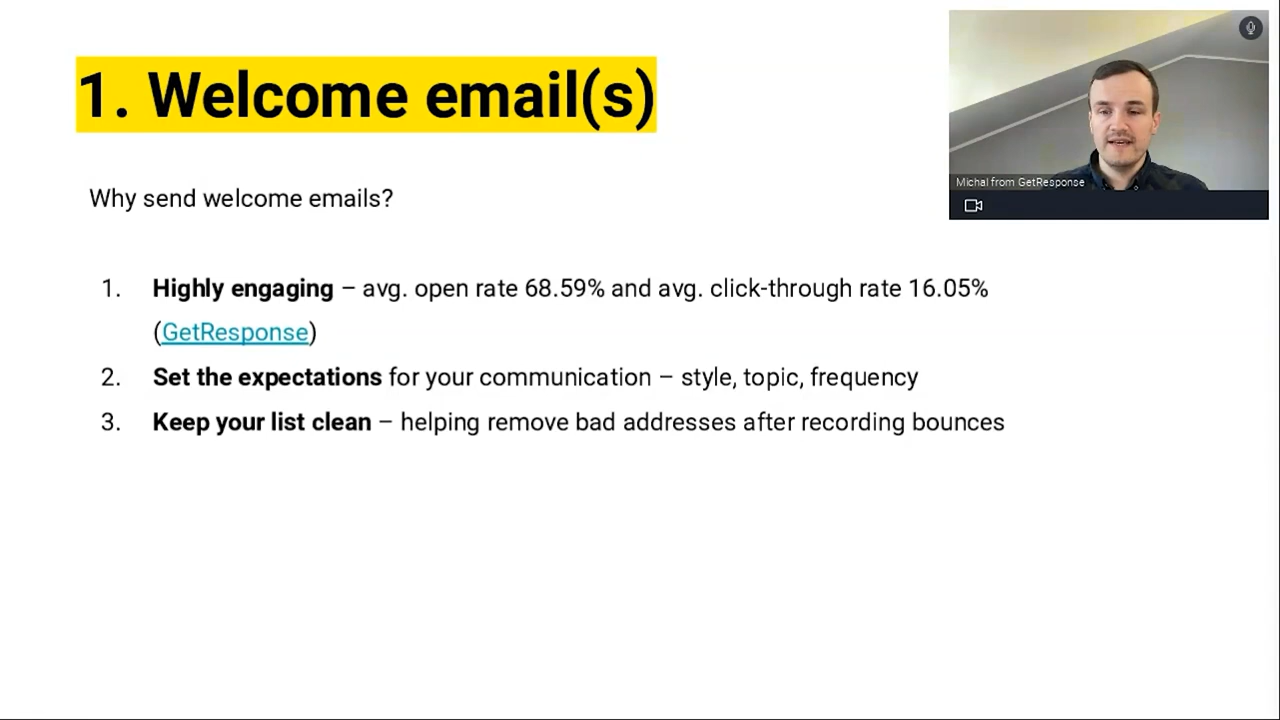 1. Welcome email(s)
Michal from GetResponse
Why send welcome emails?
1. Highly engaging – avg. open rate 68.59% and avg. click-through rate 16.05%
(GetResponse)
2. Set the expectations for your communication – style, topic, frequency
3. Keep your list clean – helping remove bad addresses after recording bounces